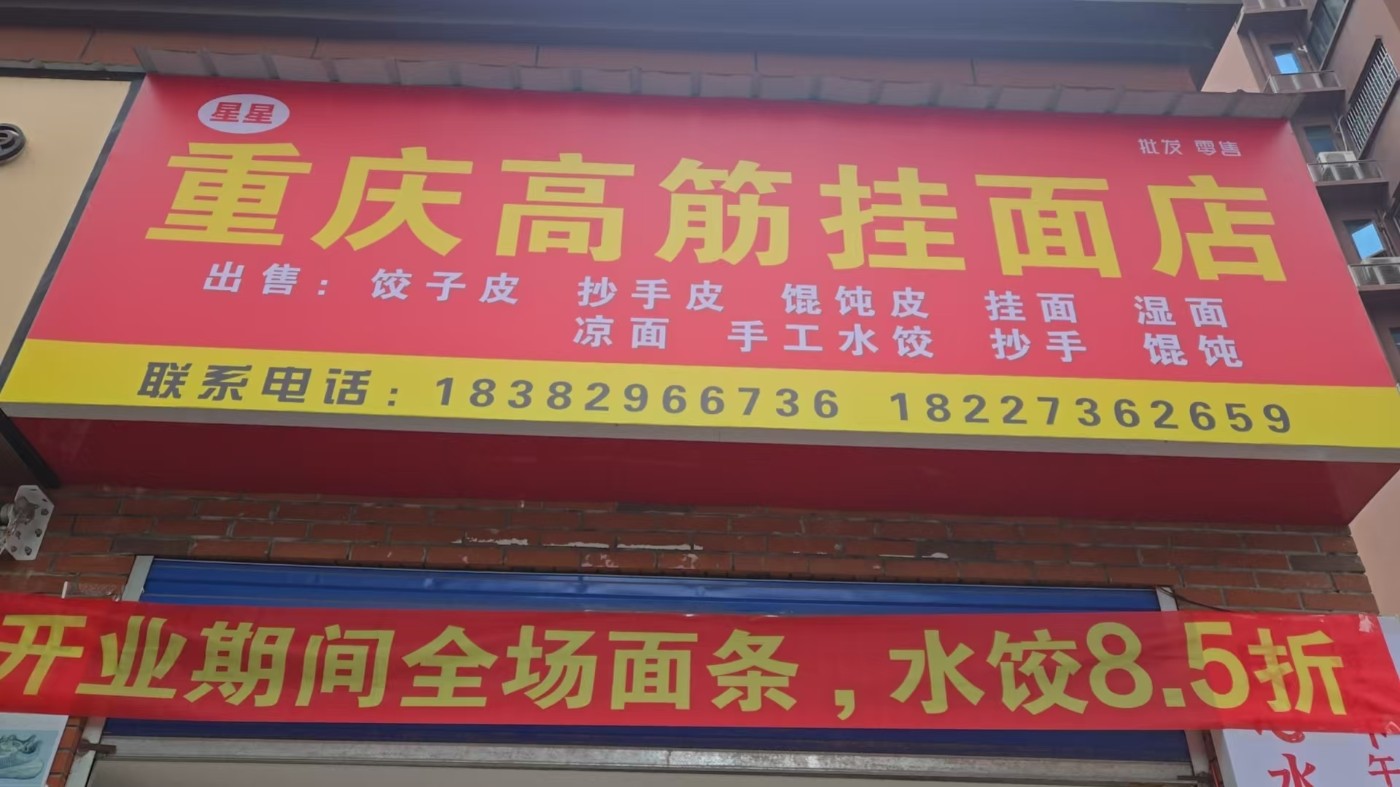 星星
批发 零售
重庆高筋挂面店
出售： 饺子皮 抄手皮 馄饨皮 挂面 湿面
凉面 手工水饺 抄手 馄饨
联系电话：18382966736 18227362659
开业期间全场面条，水饺8.5折
水
午